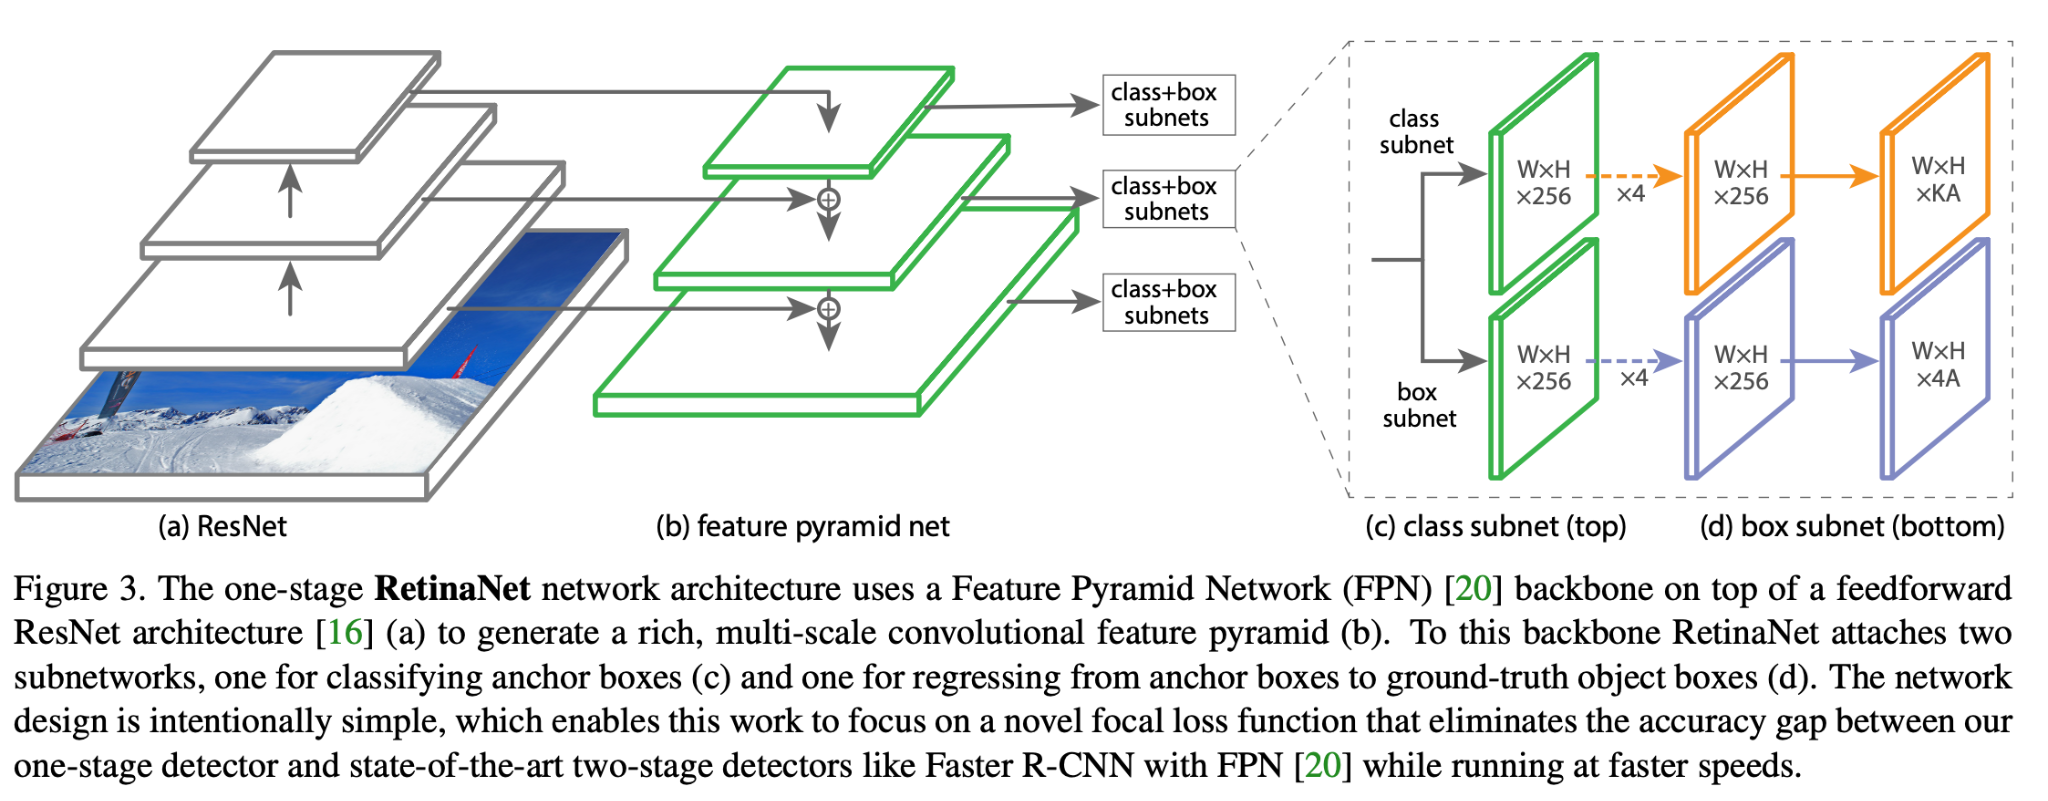 class+box
subnets
class+box
subnets
class+box
subnets
class
subnet
W×H
×256
×4
W×H
×256
W×H
×KA
box
subnet
W×H
×256
×4
W×H
×256
W×H
×4A
(a) ResNet
(b) feature pyramid net
(c) class subnet (top)
(d) box subnet (bottom)
Figure 3. The one-stage RetinaNet network architecture uses a Feature Pyramid Network (FPN) [20] backbone on top of a feedforward
ResNet architecture [16] (a) to generate a rich, multi-scale convolutional feature pyramid (b). To this backbone RetinaNet attaches two
subnetworks, one for classifying anchor boxes (c) and one for regressing from anchor boxes to ground-truth object boxes (d). The network
design is intentionally simple, which enables this work to focus on a novel focal loss function that eliminates the accuracy gap between our
one-stage detector and state-of-the-art two-stage detectors like Faster R-CNN with FPN [20] while running at faster speeds.